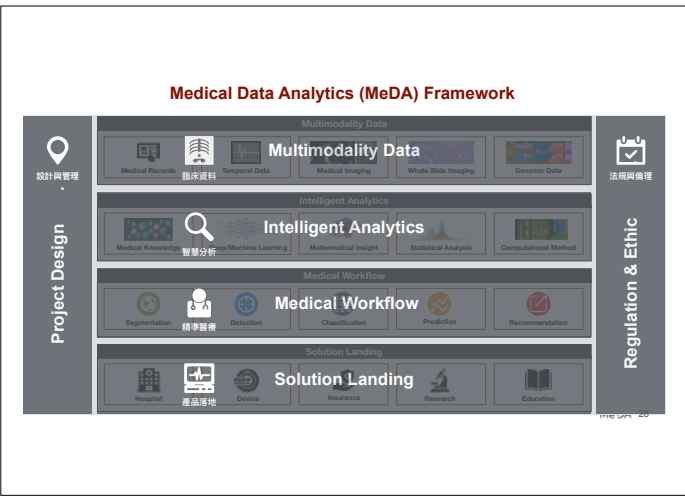 Medical Data Analytics (MeDA) Framework
設計與管理
Project Design
Multimodality Data
Multimodality Data
臨床資料
Medical Records
Temporal Data
Medical Imaging
Whole Slide Imaging
Genomic Data
Intelligent Analytics
Intelligent Analytics
智慧分析
Medical Knowledge
/Machine Learning
Mathematical Insight
Statistical Analysis
Computational Method
Medical Workflow
Medical Workflow
精準醫療
Segmentation
Detection
Classification
Prediction
Recommendation
Solution Landing
Solution Landing
產品落地
Hospital
Device
Insurance
Research
Education
法規與倫理
Regulation & Ethic
MeDA 28